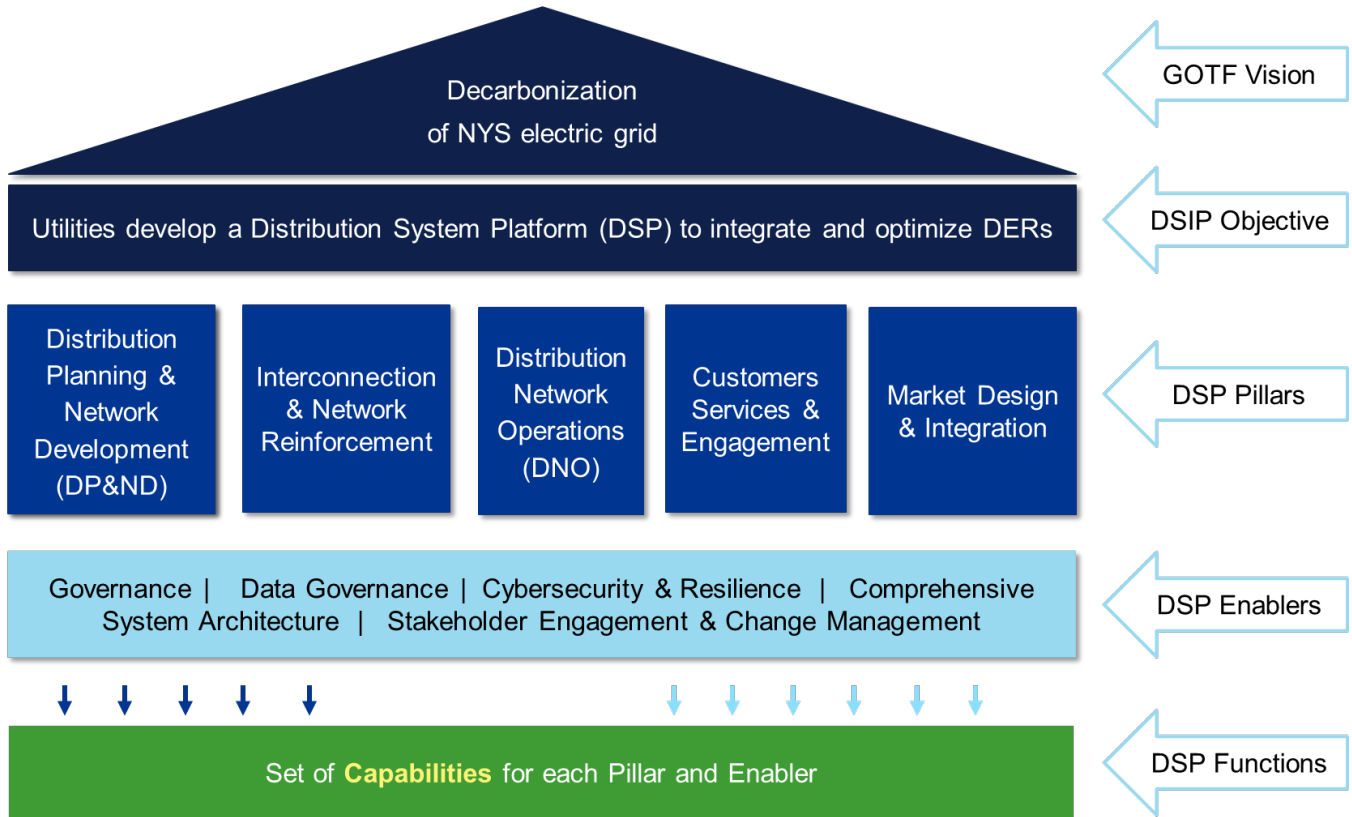 Decarbonization
of NYS electric grid
GOTF Vision
Utilities develop a Distribution System Platform (DSP) to integrate and optimize DERs
DSIP Objective
Distribution
Planning &
Network
Development
(DP&ND)
Interconnection
& Network
Reinforcement
Distribution
Network
Operations
(DNO)
Customers
Services &
Engagement
Market Design
& Integration
DSP Pillars
Governance | Data Governance | Cybersecurity & Resilience | Comprehensive
System Architecture | Stakeholder Engagement & Change Management
DSP Enablers
Set of Capabilities for each Pillar and Enabler
DSP Functions